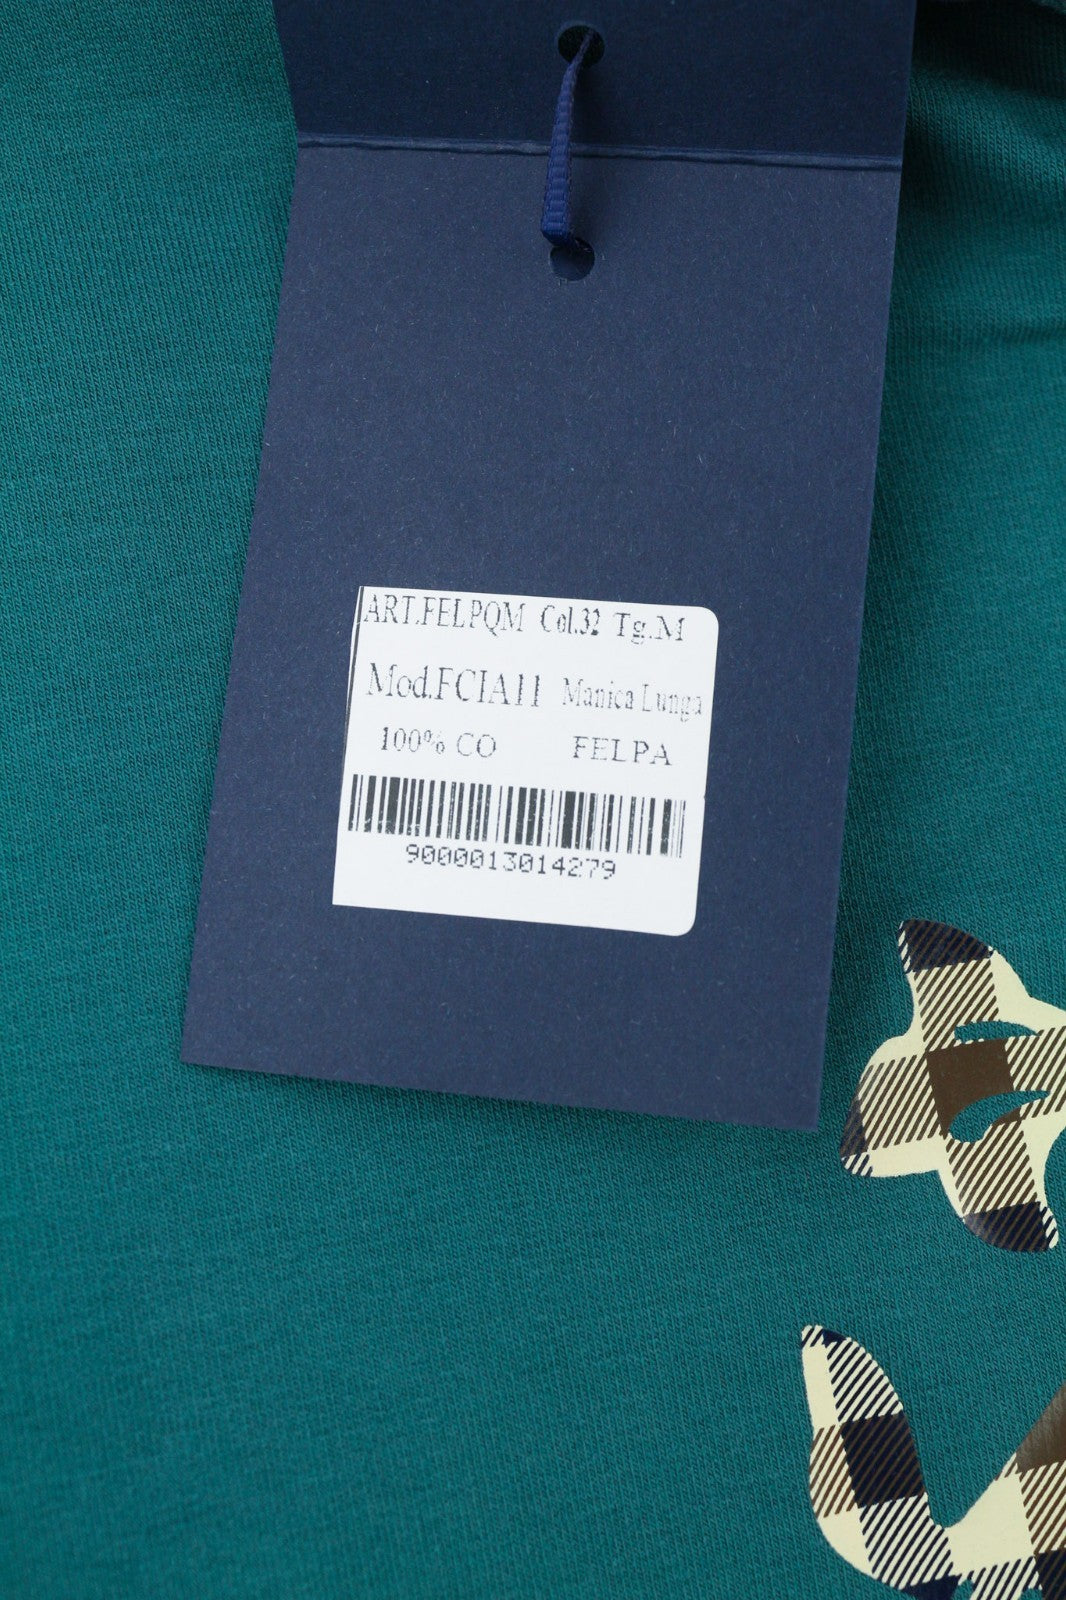 ART.FELPQM Col.32 Tg.M
Mod.FCIA11 Manica Lunga
100% CO FELPA
9000013014279